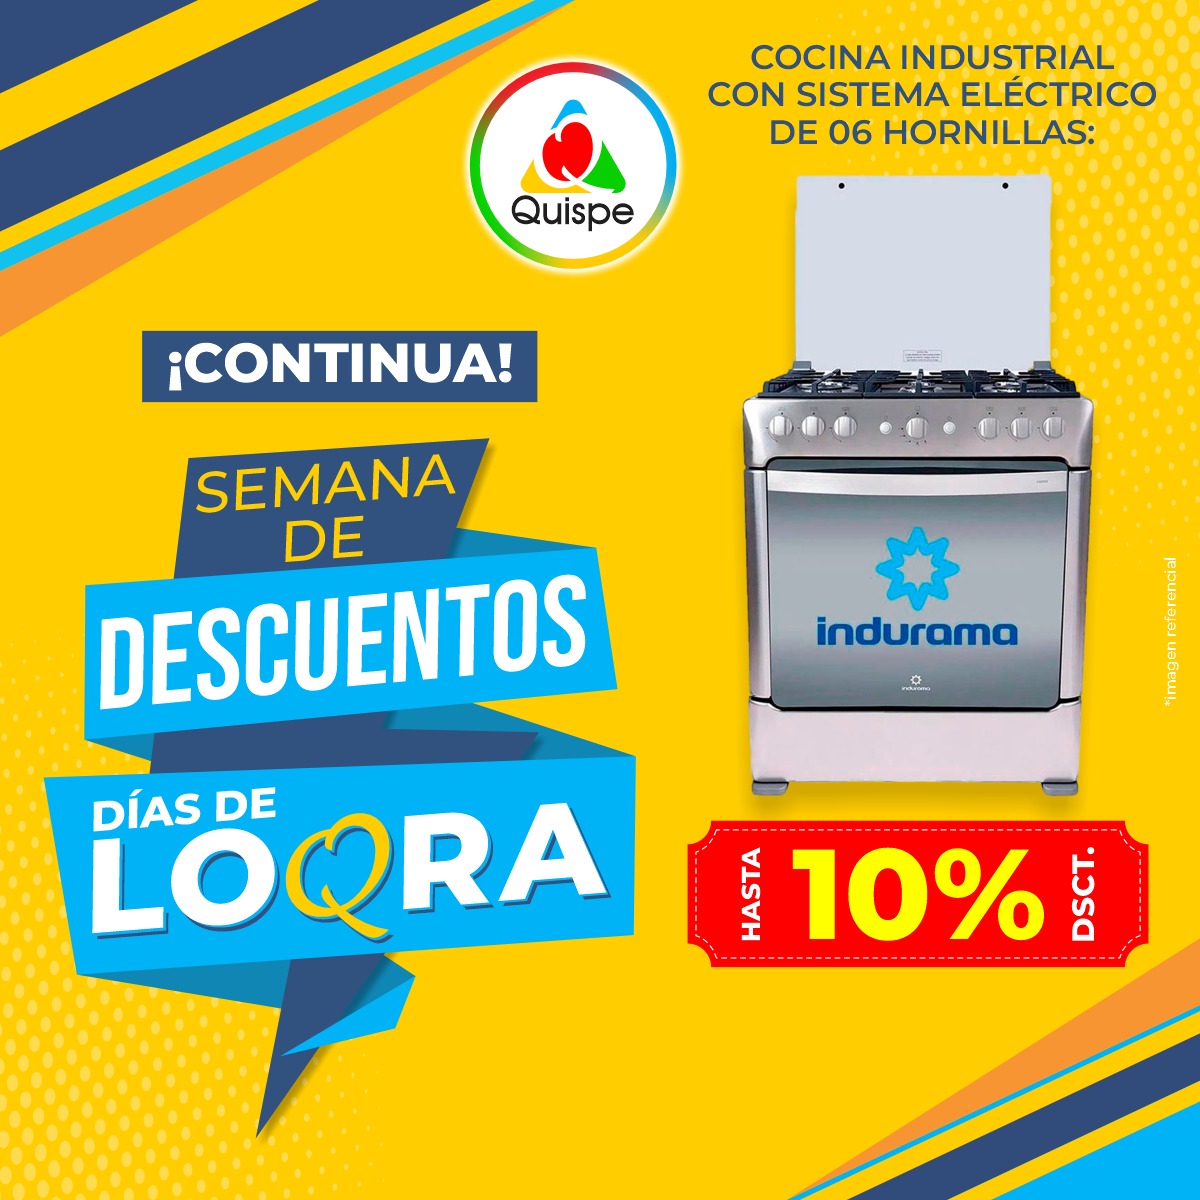 COCINA INDUSTRIAL
CON SISTEMA ELÉCTRICO
DE 06 HORNILLAS:
Quispe
¡CONTINUA!
SEMANA
DE
DESCUENTOS
DÍAS DE
LOQRA
indurama
indurama
*imagen referencial
HASTA
10%
DSCT.